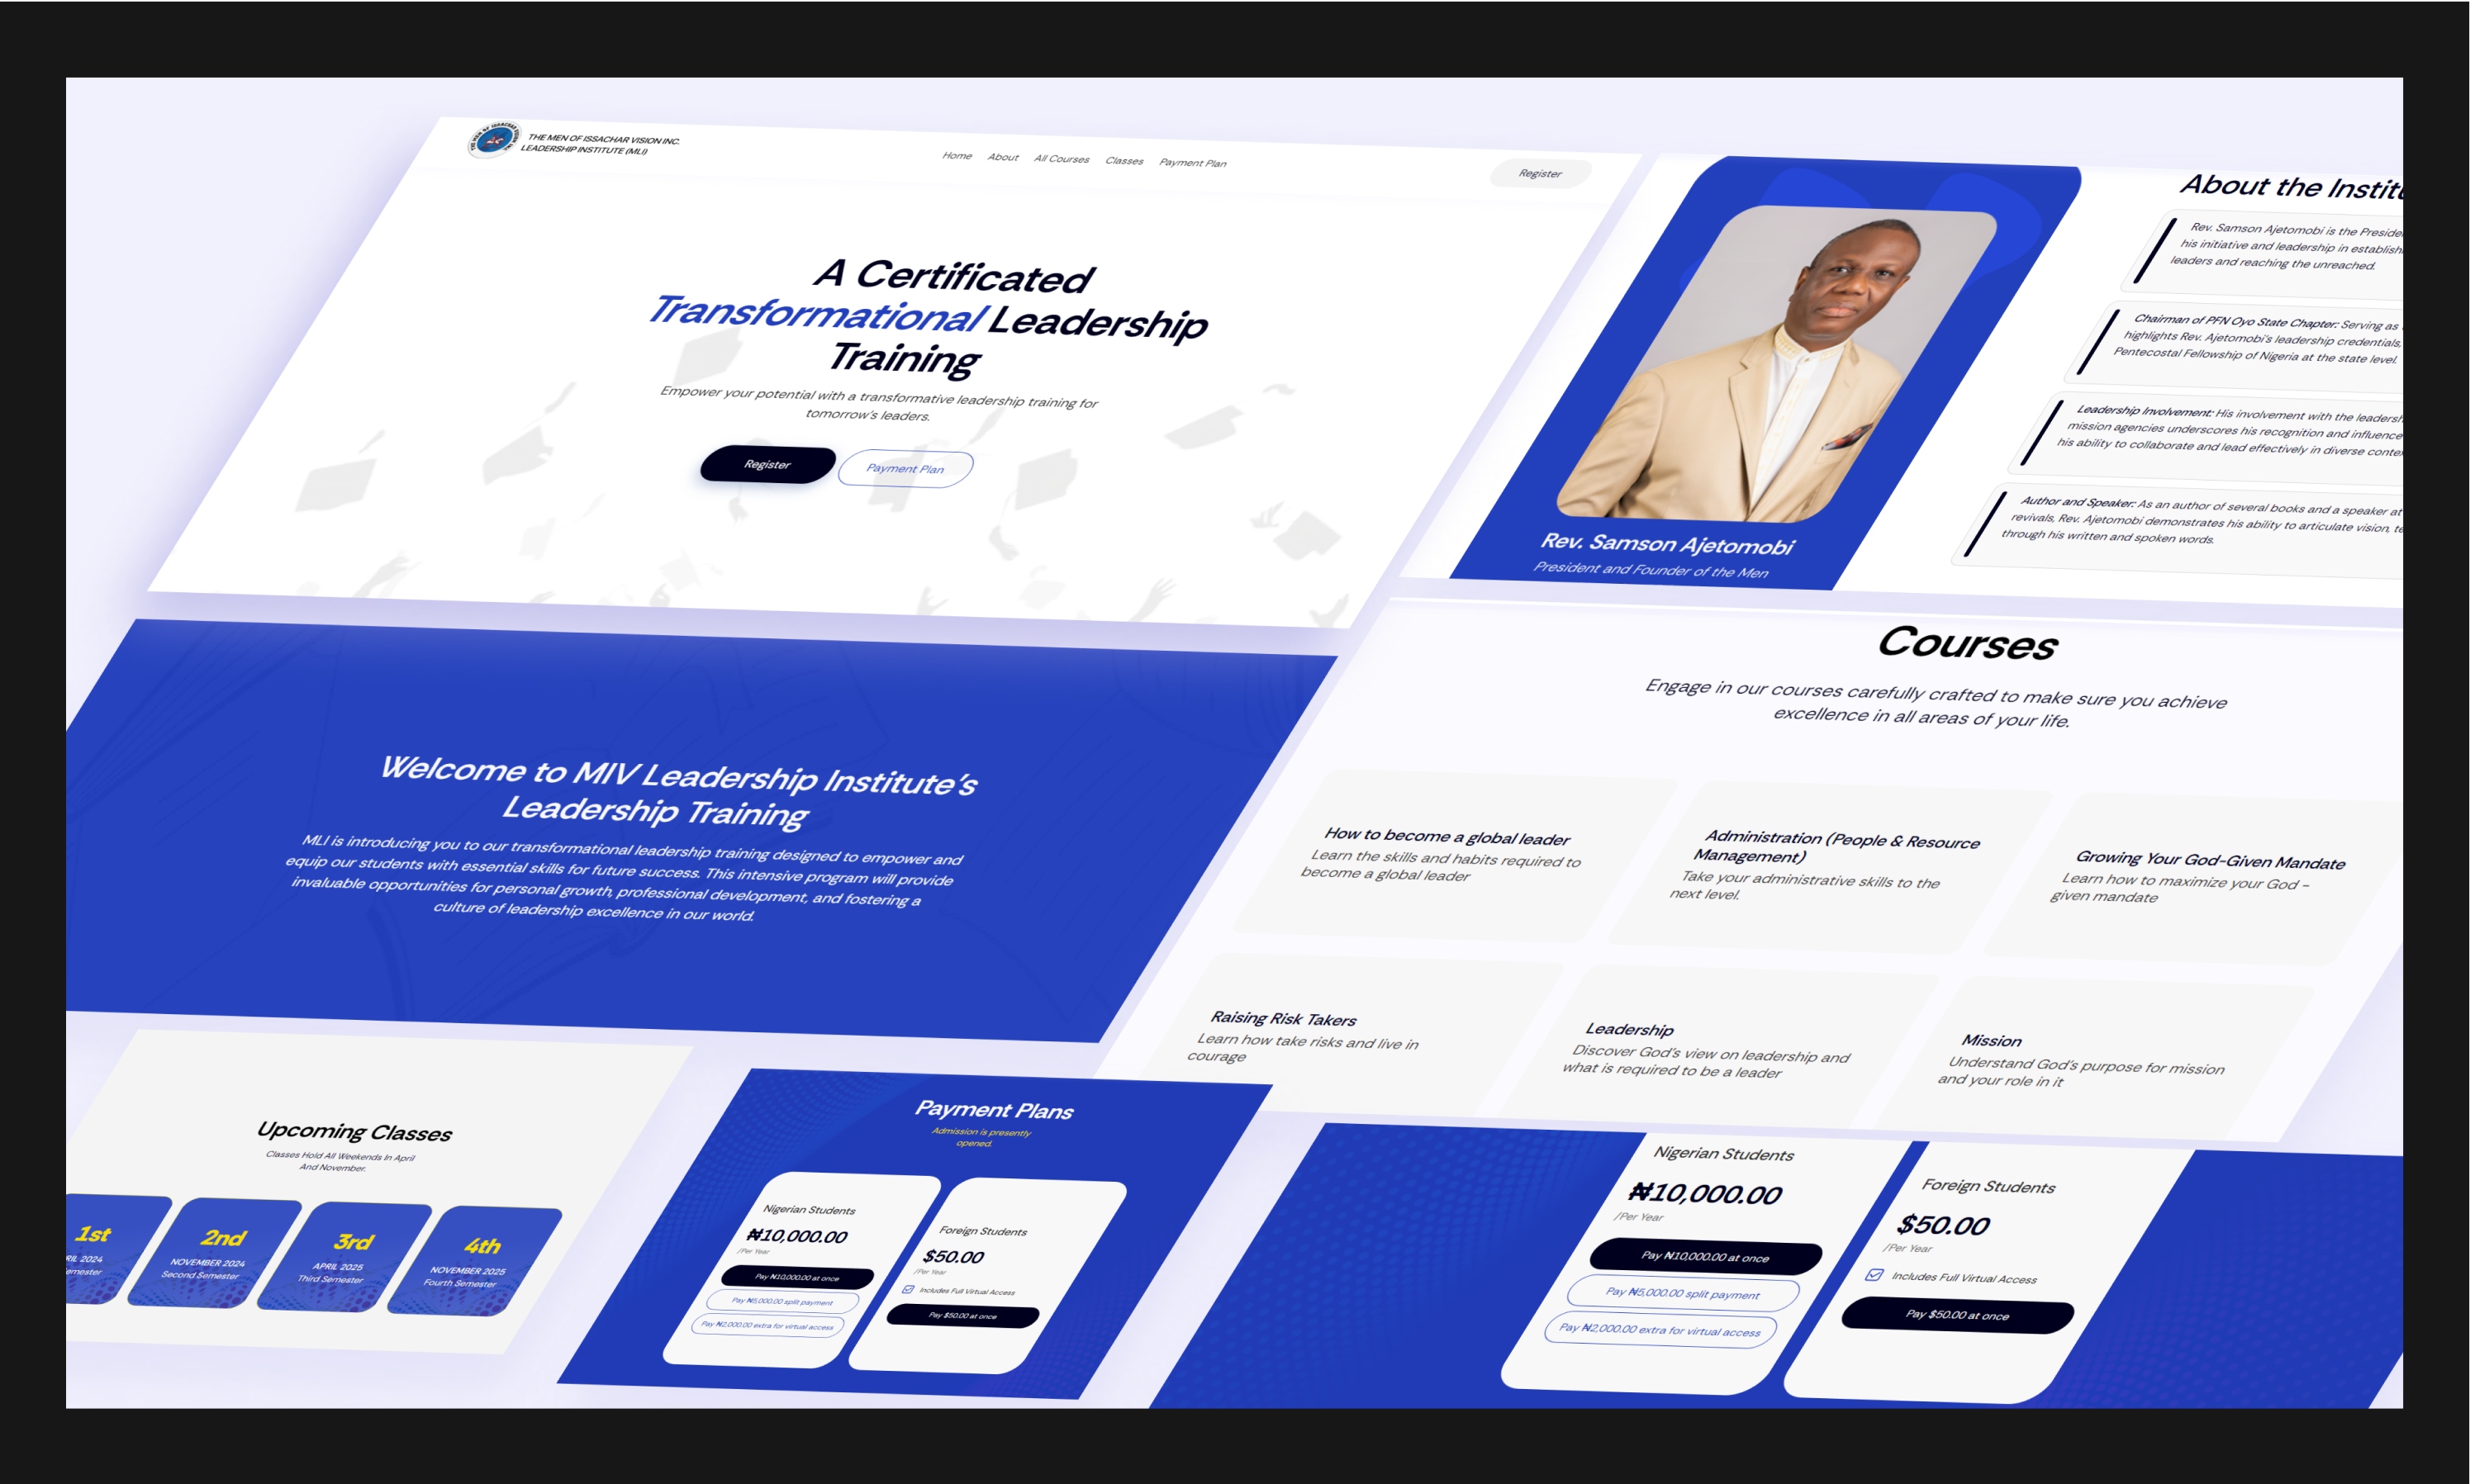 THE MEN OF ISSACHAR VISION INC.
LEADERSHIP INSTITUTE (MLI)
Home About All Courses Classes Payment Plan
Register
A Certificated
Transformational Leadership
Training
Empower your potential with a transformative leadership training for
tomorrow's leaders.
Register
Payment Plan
Rev. Samson Ajetomobi
President and Founder of the Men
About the
Rev. Samson Ajetomobi is the
his initiative and leadership in
leaders and reaching the unreached.
Chairman of PFN Oyo State Chapter: Serving as
highlights Rev. Ajetomobi's leadership credentials,
Pentecostal Fellowship of Nigeria at the state level.
Leadership Involvement: His involvement with the
mission agencies underscores his recognition and influence
his ability to collaborate and lead effectively in diverse
Author and Speaker: As an author of several books and a speaker at
revivals, Rev. Ajetomobi demonstrates his ability to articulate vision,
through his written and spoken words.
Welcome to MIV Leadership Institute's
Leadership Training
MLI is introducing you to our transformational leadership training designed to empower and
equip our students with essential skills for future success. This intensive program will provide
invaluable opportunities for personal growth, professional development, and fostering a
culture of leadership excellence in our world.
Courses
Engage in our courses carefully crafted to make sure you achieve
excellence in all areas of your life.
How to become a global leader
Learn the skills and habits required to
become a global leader
Administration (People & Resource
Management)
Take your administrative skills to the
next level.
Growing Your God-Given Mandate
Learn how to maximize your God –
given mandate
Raising Risk Takers
Learn how take risks and live in
courage
Leadership
Discover God's view on leadership and
what is required to be a leader
Mission
Understand God's purpose for mission
and your role in it
Upcoming Classes
Classes Hold All Weekends In April
And November.
1st
2024
2nd
NOVEMBER 2024
Second Semester
3rd
APRIL 2025
Third Semester
4th
NOVEMBER 2025
Fourth Semester
Payment Plans
Admission is presently
opened.
Nigerian Students
₦10,000.00
/Per Year
Pay ₦10,000.00 at once
Pay ₦5,000.00 split payment
Pay ₦2,000.00 extra for virtual access
Foreign Students
$50.00
/Per Year
Includes Full Virtual Access
Pay $50.00 at once
Nigerian Students
₦10,000.00
/Per Year
Pay ₦10,000.00 at once
Pay ₦5,000.00 split payment
Pay ₦2,000.00 extra for virtual access
Foreign Students
$50.00
/Per Year
Includes Full Virtual Access
Pay $50.00 at once